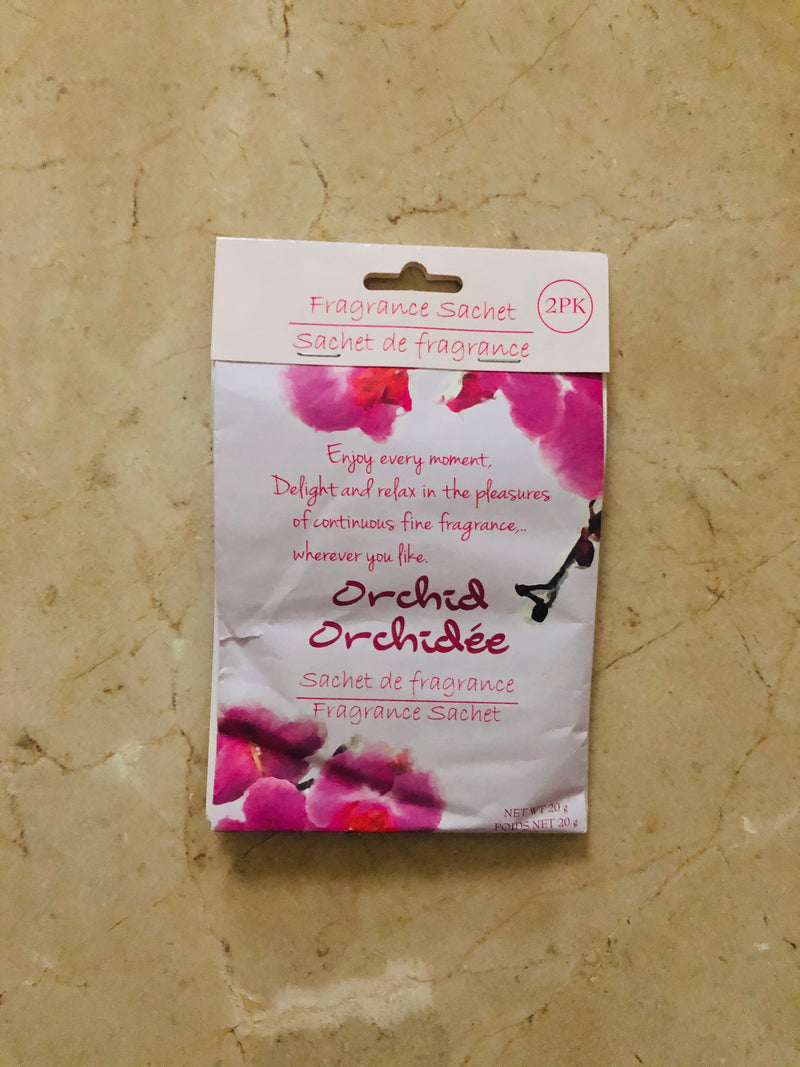 Fragrance Sachet
2PK
Sachet de fragrance
Enjoy every moment,
Delight and relax in the pleasures
of continuous fine fragrance,..
wherever you like.
Orchid
Orchidée
Sachet de fragrance
Fragrance Sachet
NET WT 20 g
POIDS NET 20 g